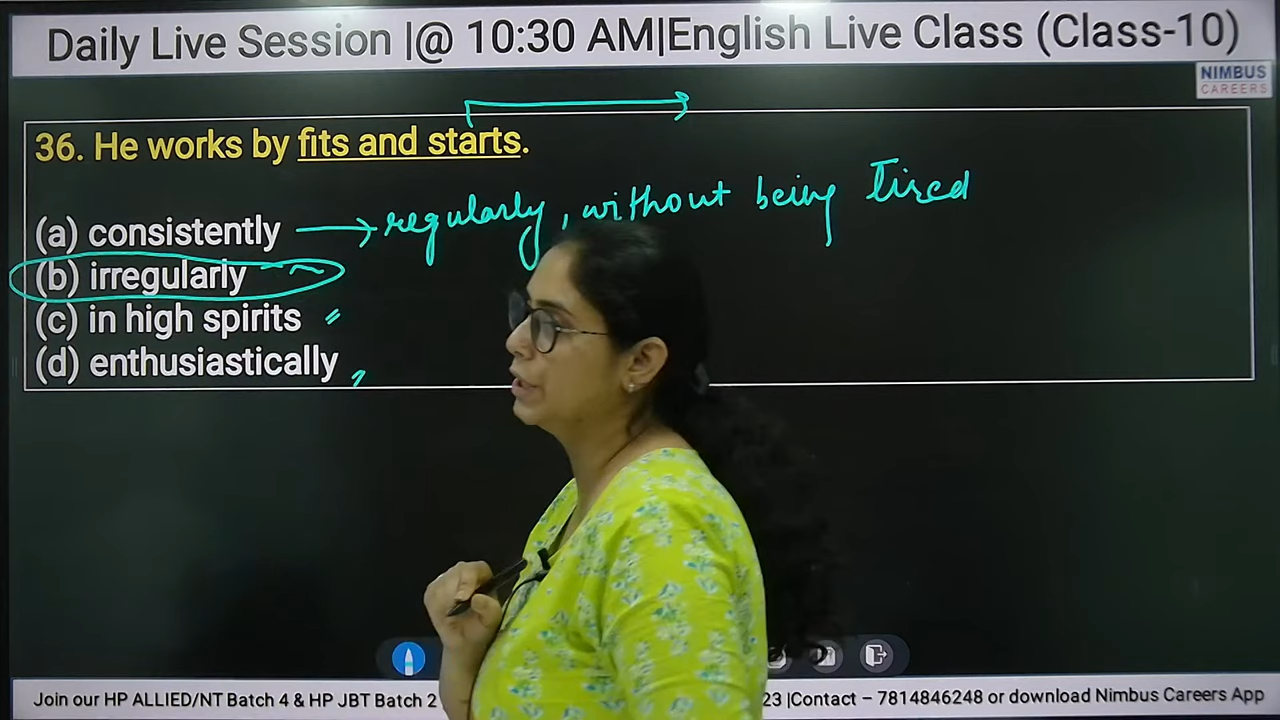 Daily Live Session |@ 10:30 AM|English Live Class (Class-10)
NIMBUS
CAREERS
36. He works by fits and starts.
(a) consistently → regularly, without being Tired
(b) irregularly
(c) in high spirits
(d) enthusiastically
Join our HP ALLIED/NT Batch 4 & HP JBT Batch 2 23 |Contact – 7814846248 or download Nimbus Careers App